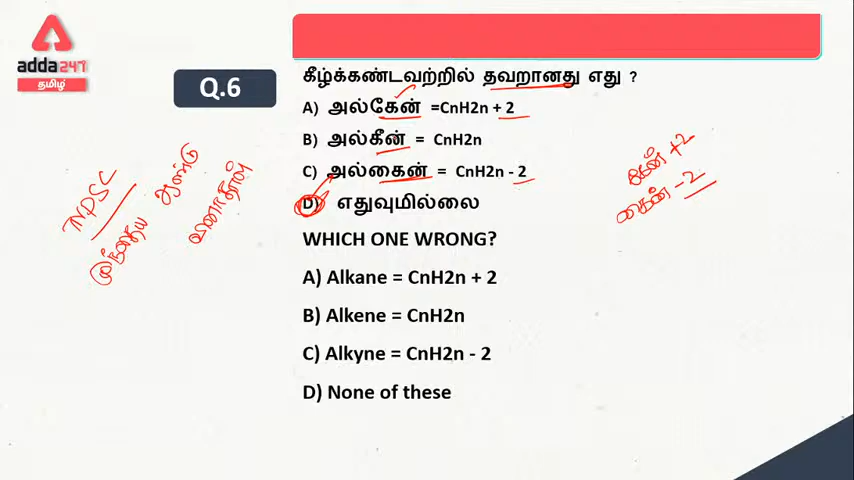 adda247
தமிழ்
Q.6
கீழ்க்கண்டவற்றில் தவறானது எது ?
A) அல்கேன் =CnH2n + 2
B) அல்கீன் = CnH2n
C) அல்கைன் = CnH2n - 2
D) எதுவுமில்லை
WHICH ONE WRONG?
A) Alkane = CnH2n + 2
B) Alkene = CnH2n
C) Alkyne = CnH2n - 2
D) None of these
TNPSC
முந்தைய ஆண்டு
வினாத்தாள்
கேன் +2
கைன் -2